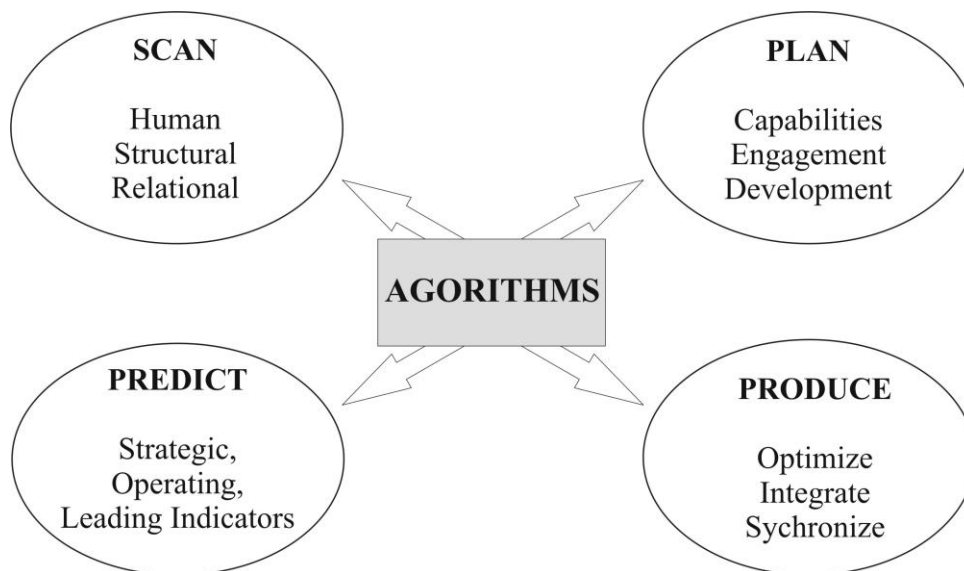 SCAN
Human
Structural
Relational
PLAN
Capabilities
Engagement
Development
AGORITHMS
PREDICT
Strategic,
Operating,
Leading Indicators
PRODUCE
Optimize
Integrate
Sychronize